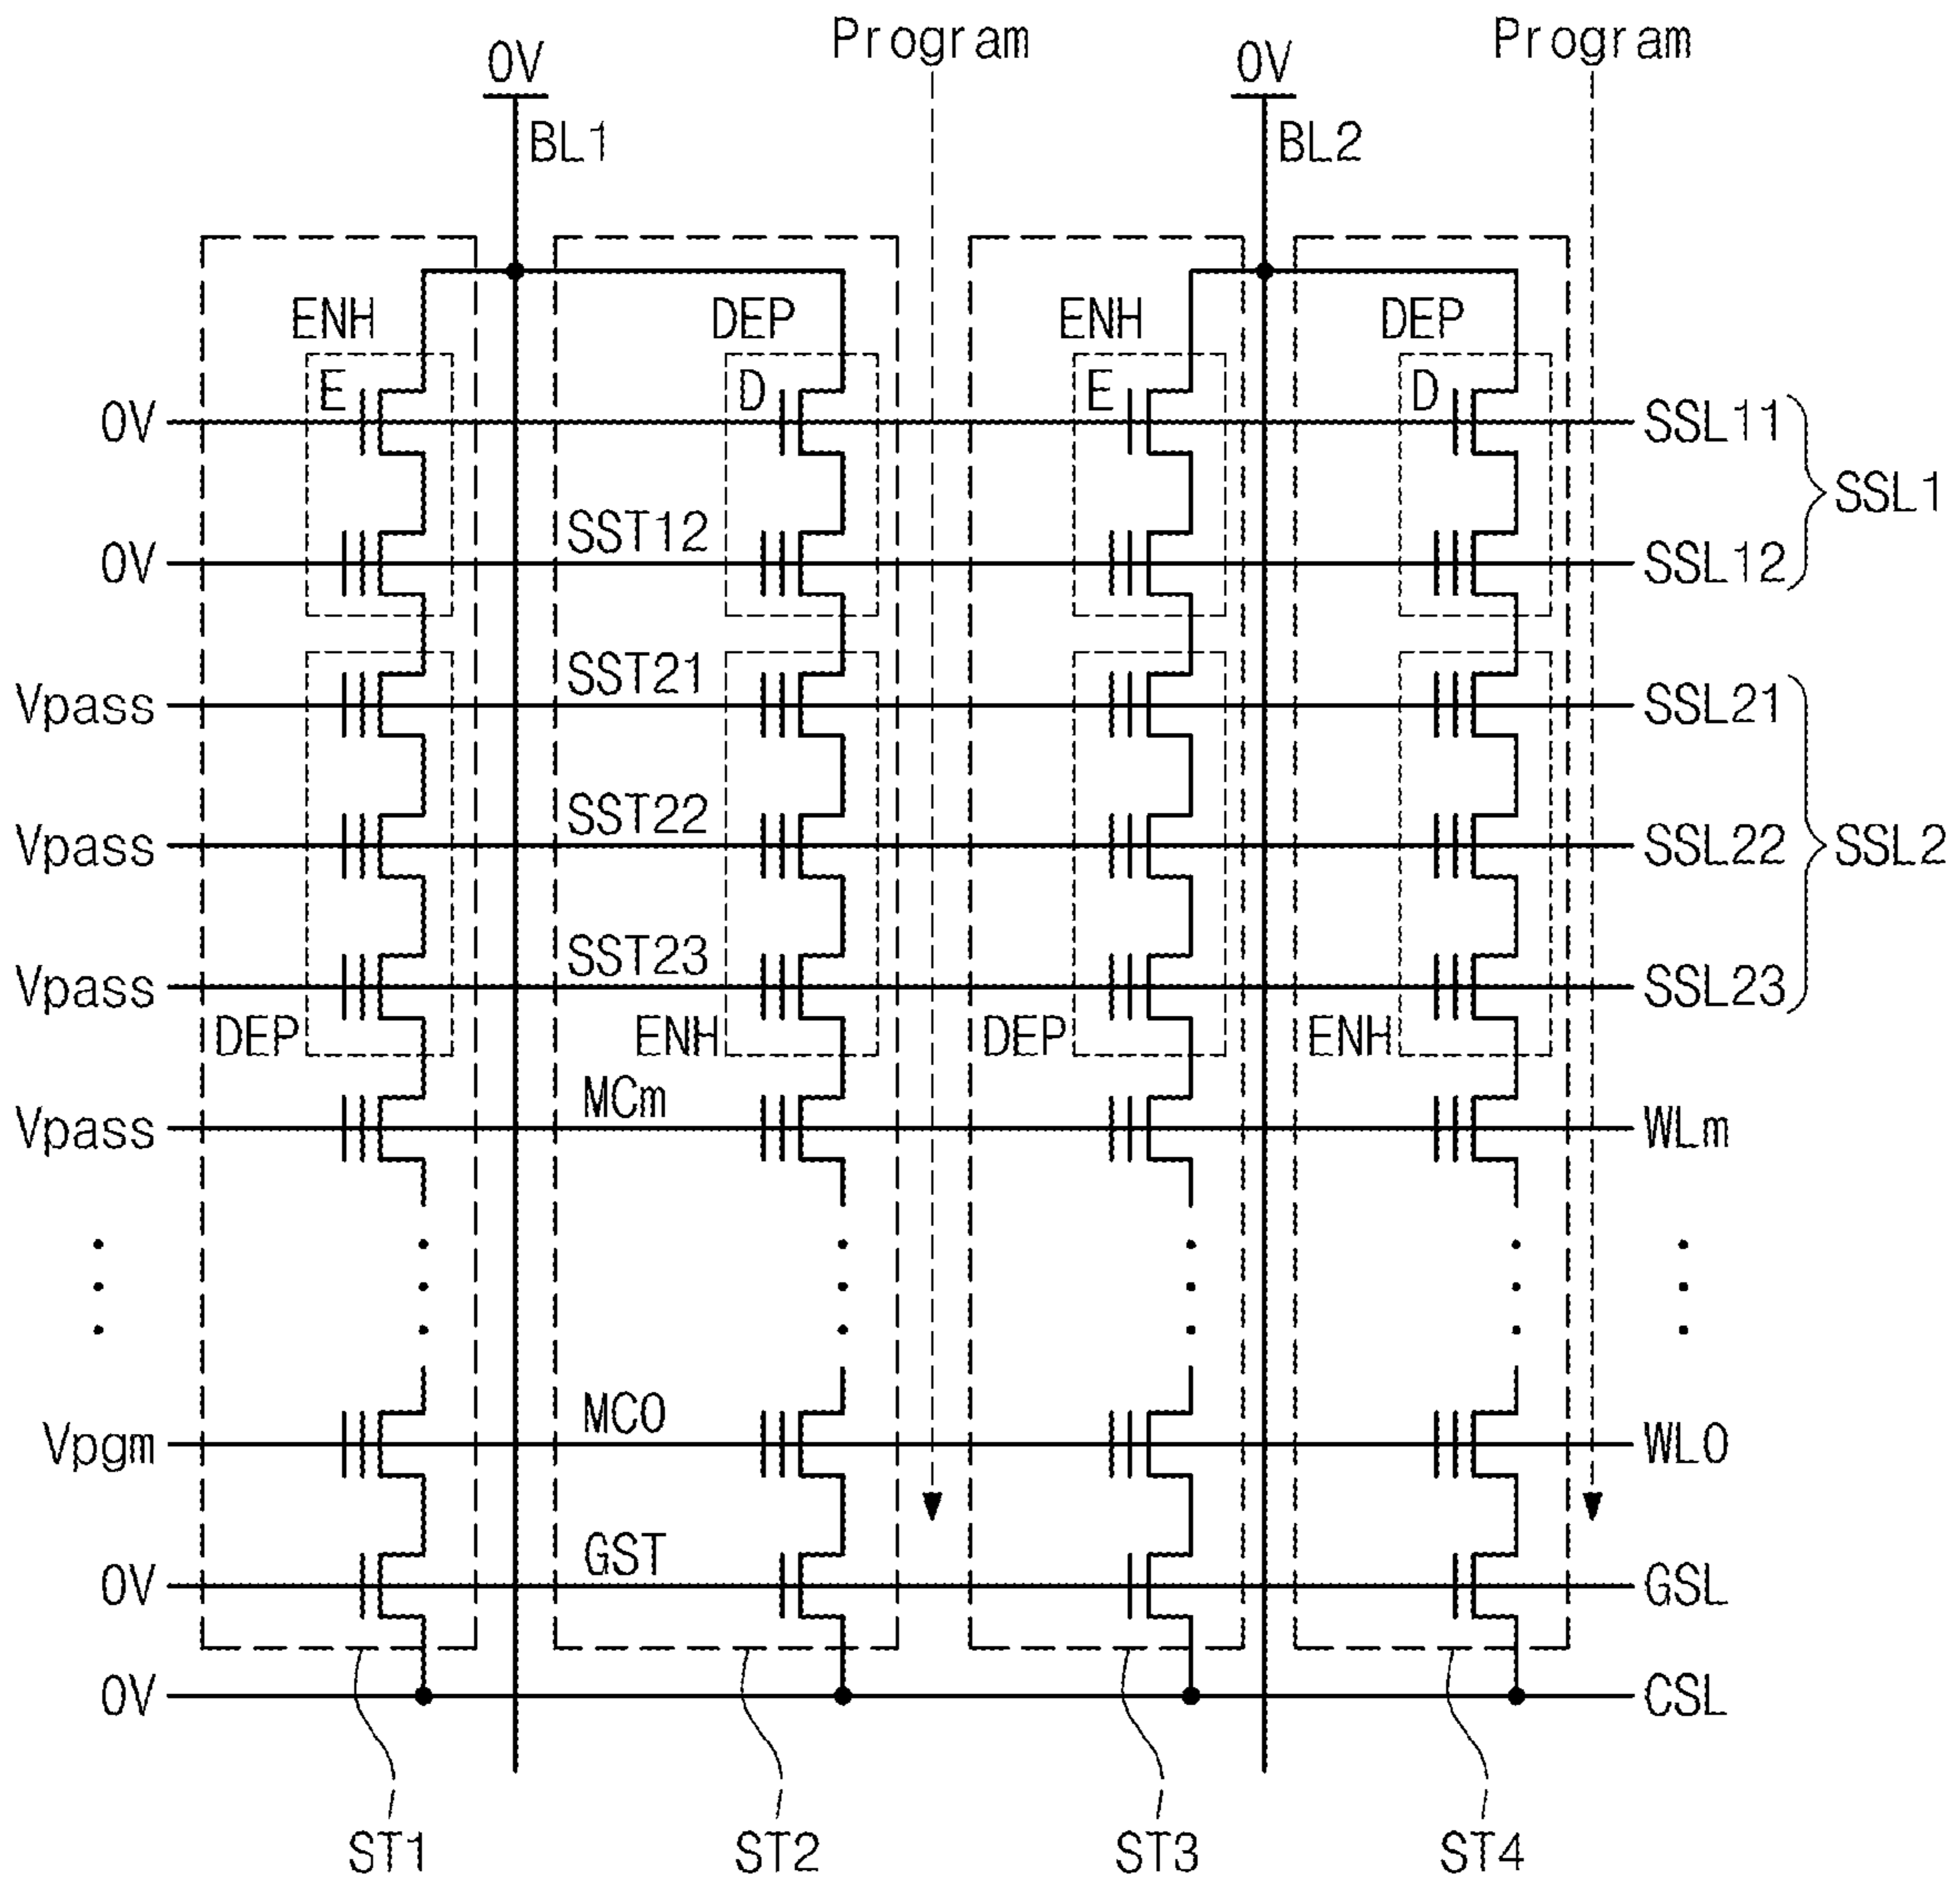 Program Program
0V 0V
BL1 BL2
ENH DEP ENH DEP
E D E D
0V SSL11
SSL1
SST12
0V SSL12
SST21
Vpass SSL21
SST22
Vpass SSL22 SSL2
SST23
Vpass SSL23
DEP ENH DEP ENH
MCm
Vpass WLm
MC0
Vpgm WL0
GST
0V GSL
0V CSL
ST1 ST2 ST3 ST4